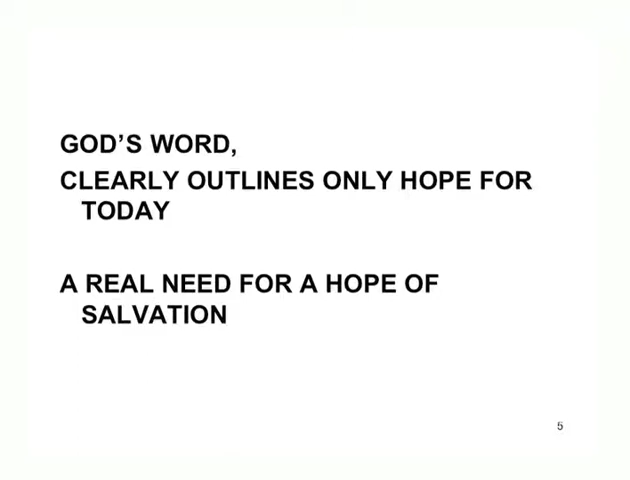 GOD’S WORD,
CLEARLY OUTLINES ONLY HOPE FOR
TODAY
A REAL NEED FOR A HOPE OF
SALVATION
5